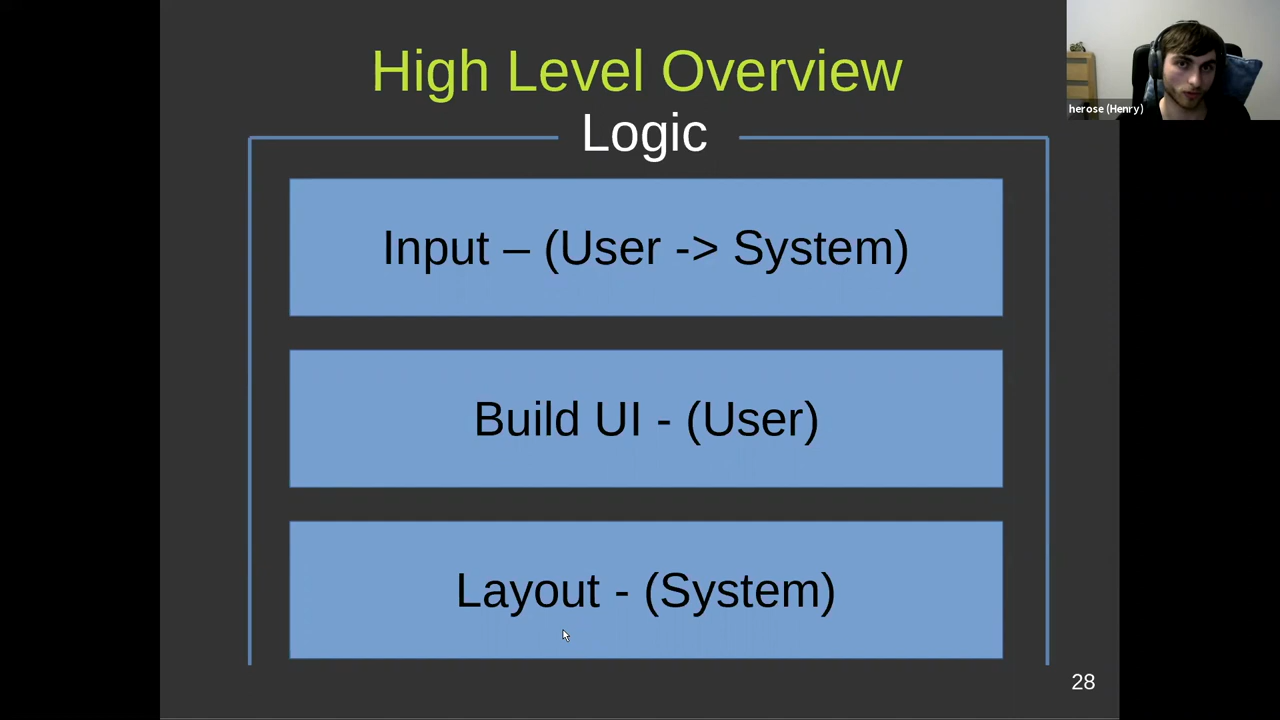 High Level Overview
herose (Henry)
Logic
Input – (User -> System)
Build UI - (User)
Layout - (System)
28